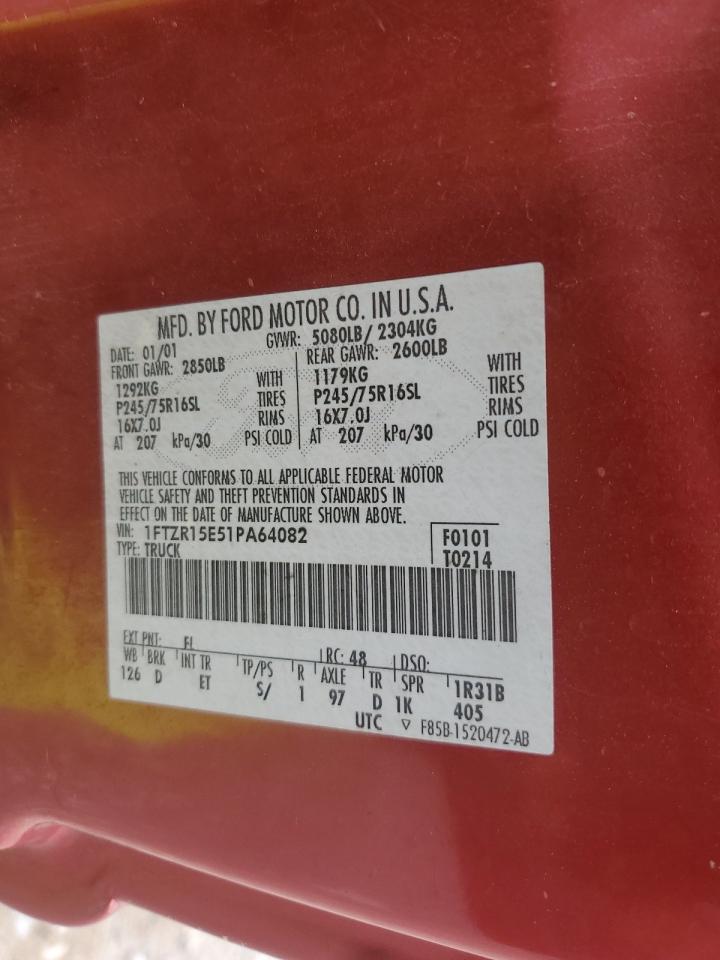 MFD. BY FORD MOTOR CO. IN U.S.A.
DATE: 01/01 GVWR: 5080LB/ 2304KG
FRONT GAWR: 2850LB REAR GAWR: 2600LB
1292KG WITH 1179KG WITH
P245/75R16SL TIRES P245/75R16SL TIRES
16X7.0J RIMS 16X7.0J RIMS
AT 207 kPa/30 PSI COLD AT 207 kPa/30 PSI COLD
THIS VEHICLE CONFORMS TO ALL APPLICABLE FEDERAL MOTOR
VEHICLE SAFETY AND THEFT PREVENTION STANDARDS IN
EFFECT ON THE DATE OF MANUFACTURE SHOWN ABOVE.
VIN: 1FTZR15E51PA64082 F0101
TYPE: TRUCK T0214
EXT PNT: FL RC: 48 DSO:
WB BRK INT TR TP/PS R AXLE TR SPR 1R31B
126 D ET S/ 1 97 D 1K 405
UTC ▽ F85B-1520472-AB